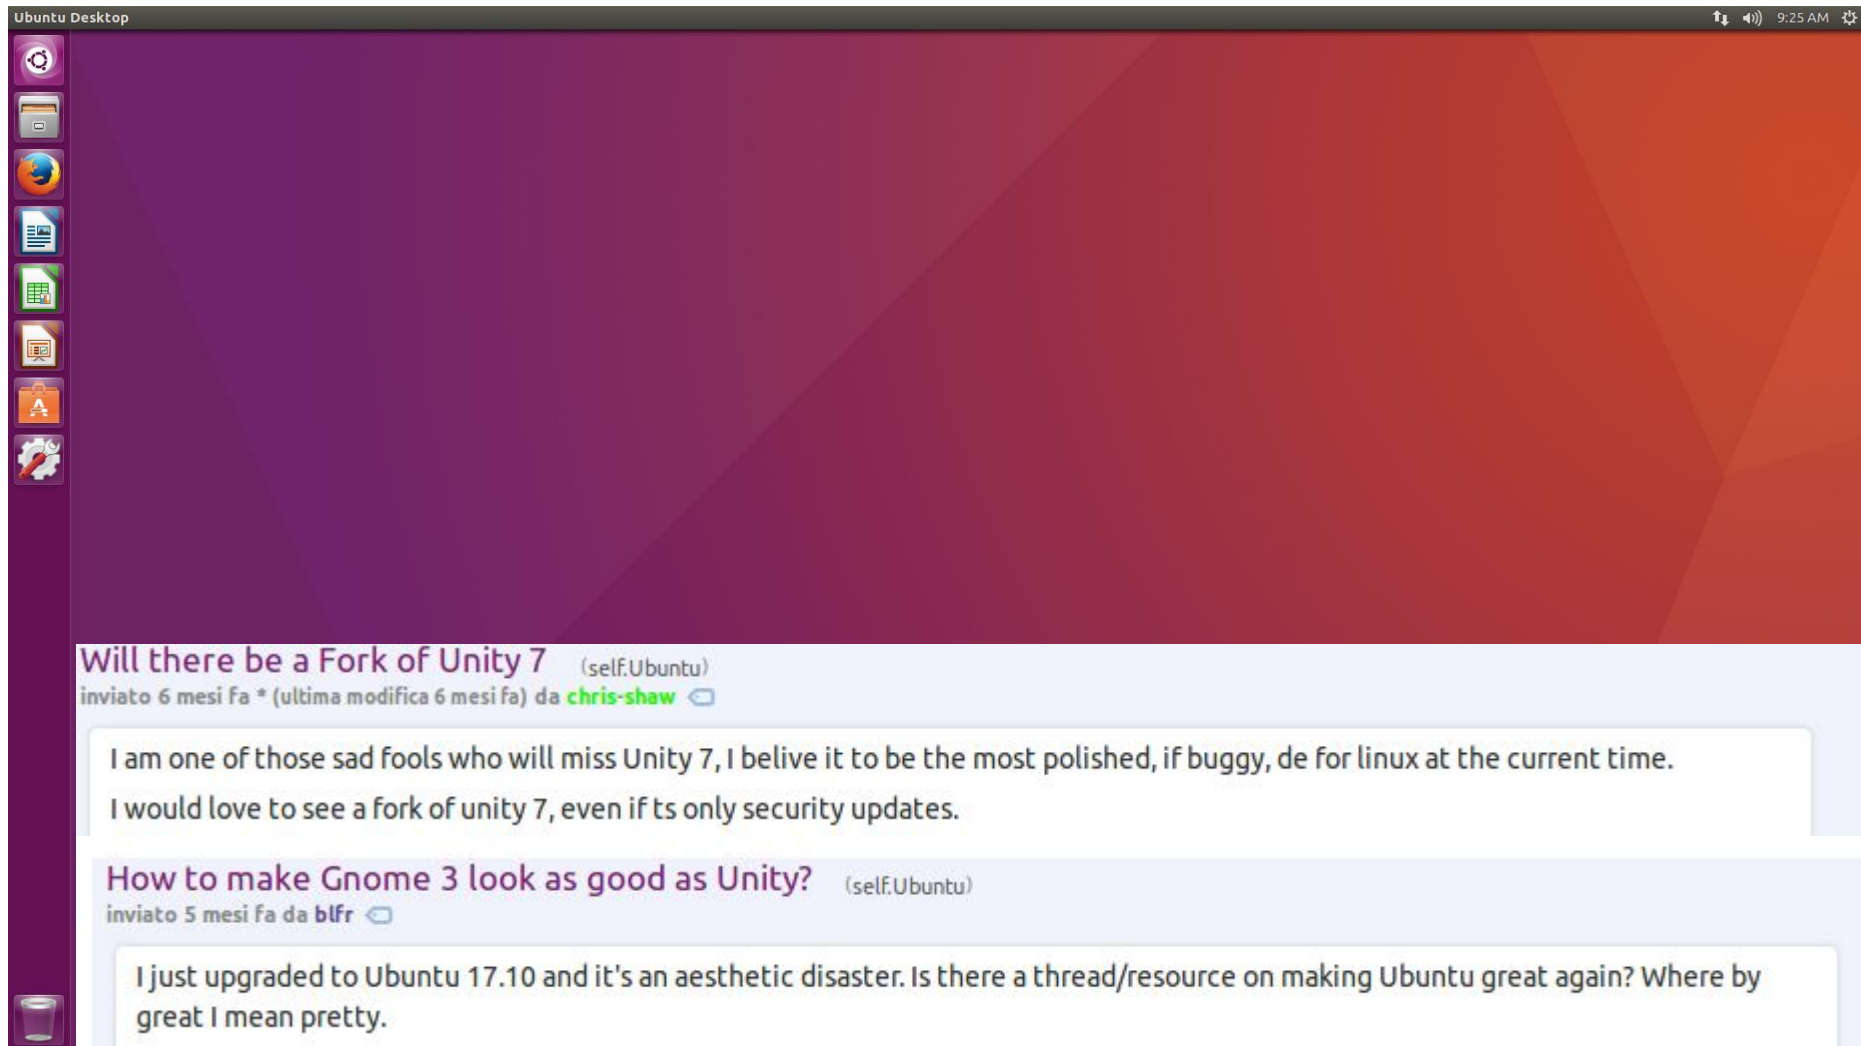 Ubuntu Desktop
9:25 AM
Will there be a Fork of Unity 7 (self.Ubuntu)
inviato 6 mesi fa * (ultima modifica 6 mesi fa) da chris-shaw
I am one of those sad fools who will miss Unity 7, I belive it to be the most polished, if buggy, de for linux at the current time.
I would love to see a fork of unity 7, even if ts only security updates.
How to make Gnome 3 look as good as Unity? (self.Ubuntu)
inviato 5 mesi fa da blfr
I just upgraded to Ubuntu 17.10 and it's an aesthetic disaster. Is there a thread/resource on making Ubuntu great again? Where by
great I mean pretty.